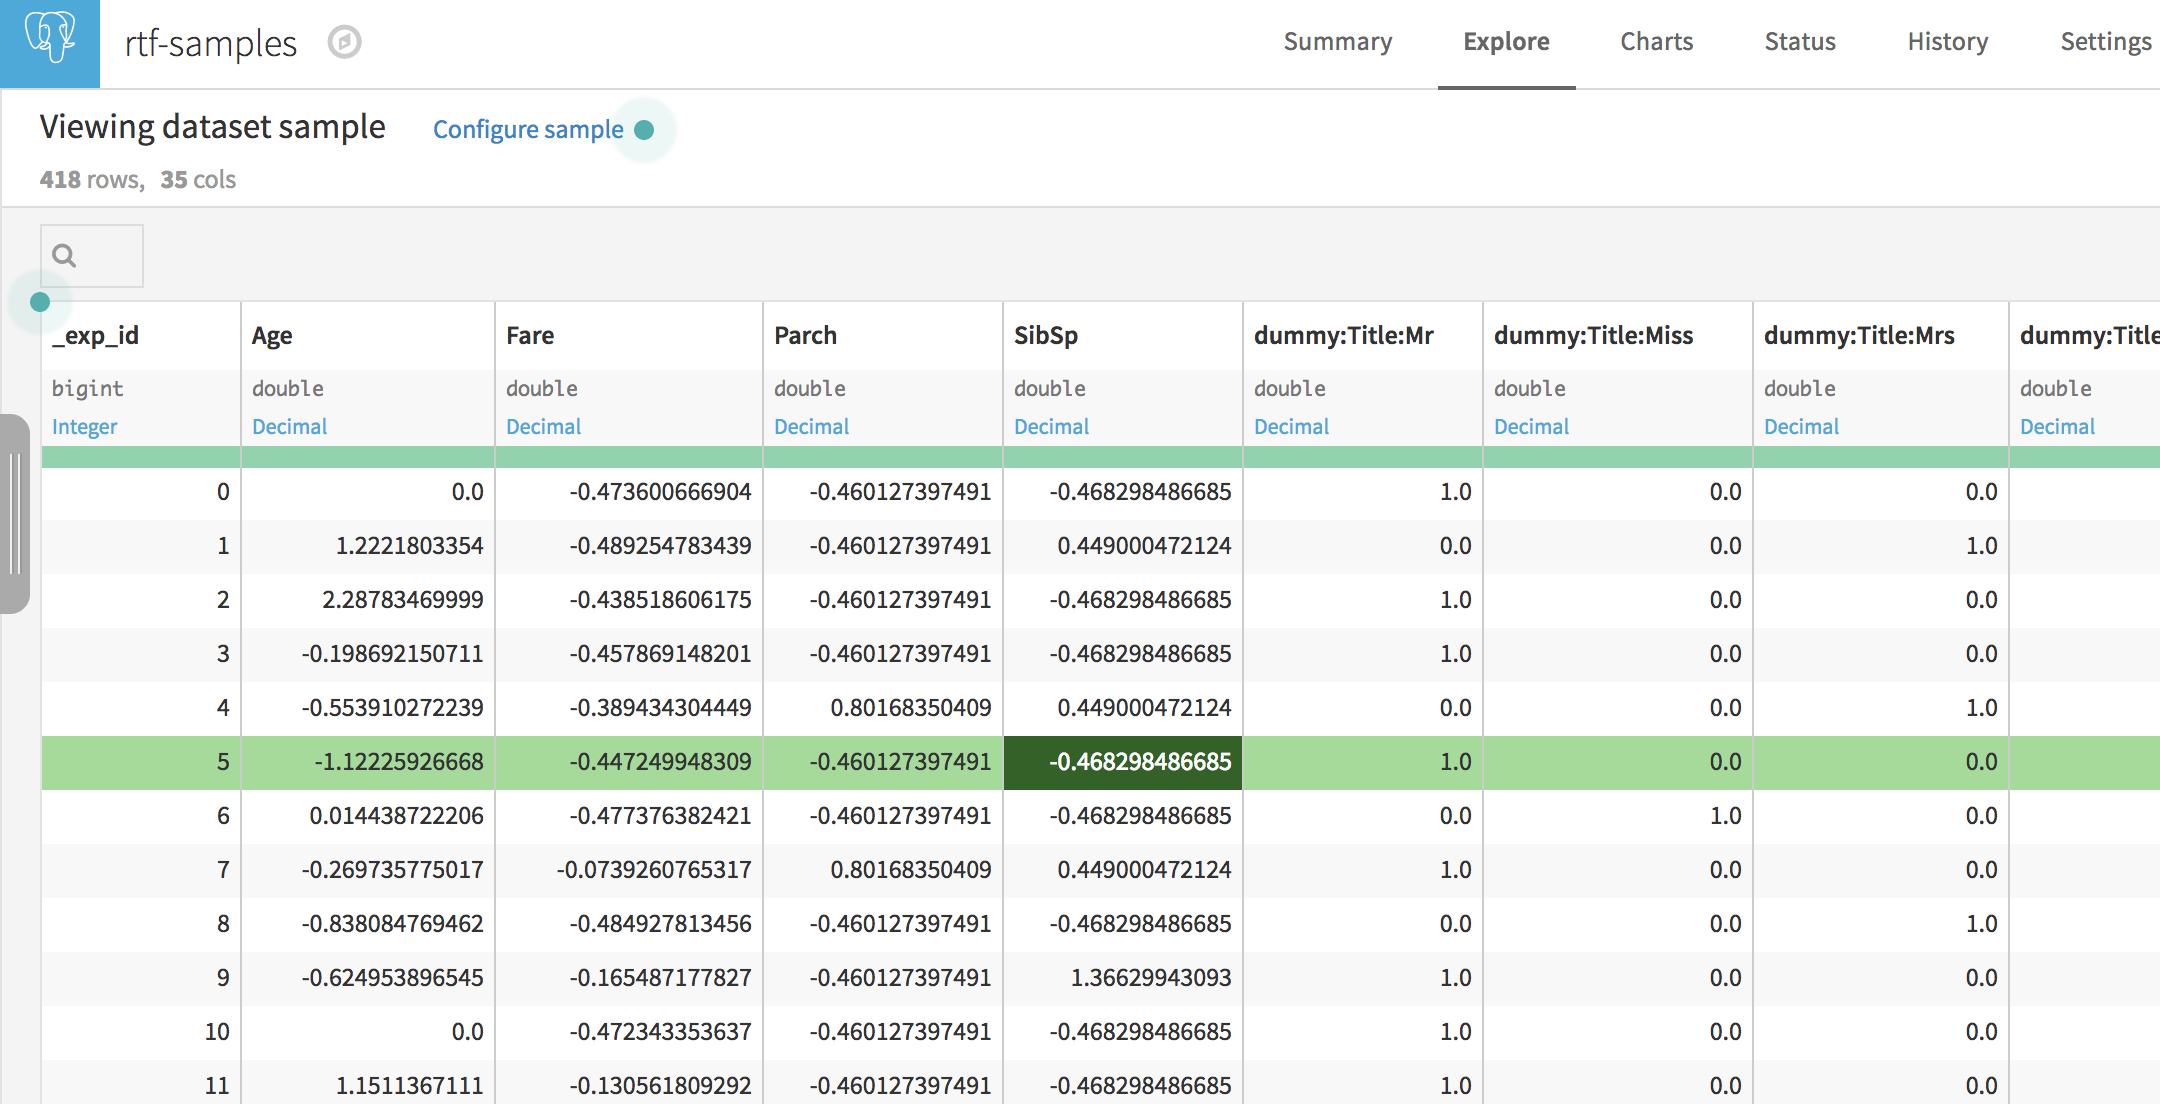 rtf-samples Summary Explore Charts Status History Settings
Viewing dataset sample Configure sample
418 rows, 35 cols
_exp_id Age Fare Parch SibSp dummy:Title:Mr dummy:Title:Miss dummy:Title:Mrs dummy:Title
bigint double double double double double double double double
Integer Decimal Decimal Decimal Decimal Decimal Decimal Decimal Decimal
0 0.0 -0.473600666904 -0.460127397491 -0.468298486685 1.0 0.0 0.0
1 1.2221803354 -0.489254783439 -0.460127397491 0.449000472124 0.0 0.0 1.0
2 2.28783469999 -0.438518606175 -0.460127397491 -0.468298486685 1.0 0.0 0.0
3 -0.198692150711 -0.457869148201 -0.460127397491 -0.468298486685 1.0 0.0 0.0
4 -0.553910272239 -0.389434304449 0.80168350409 0.449000472124 0.0 0.0 1.0
5 -1.12225926668 -0.447249948309 -0.460127397491 -0.468298486685 1.0 0.0 0.0
6 0.014438722206 -0.477376382421 -0.460127397491 -0.468298486685 0.0 1.0 0.0
7 -0.269735775017 -0.0739260765317 0.80168350409 0.449000472124 1.0 0.0 0.0
8 -0.838084769462 -0.484927813456 -0.460127397491 -0.468298486685 0.0 0.0 1.0
9 -0.624953896545 -0.165487177827 -0.460127397491 1.36629943093 1.0 0.0 0.0
10 0.0 -0.472343353637 -0.460127397491 -0.468298486685 1.0 0.0 0.0
11 1.1511367111 -0.130561809292 -0.460127397491 -0.468298486685 1.0 0.0 0.0